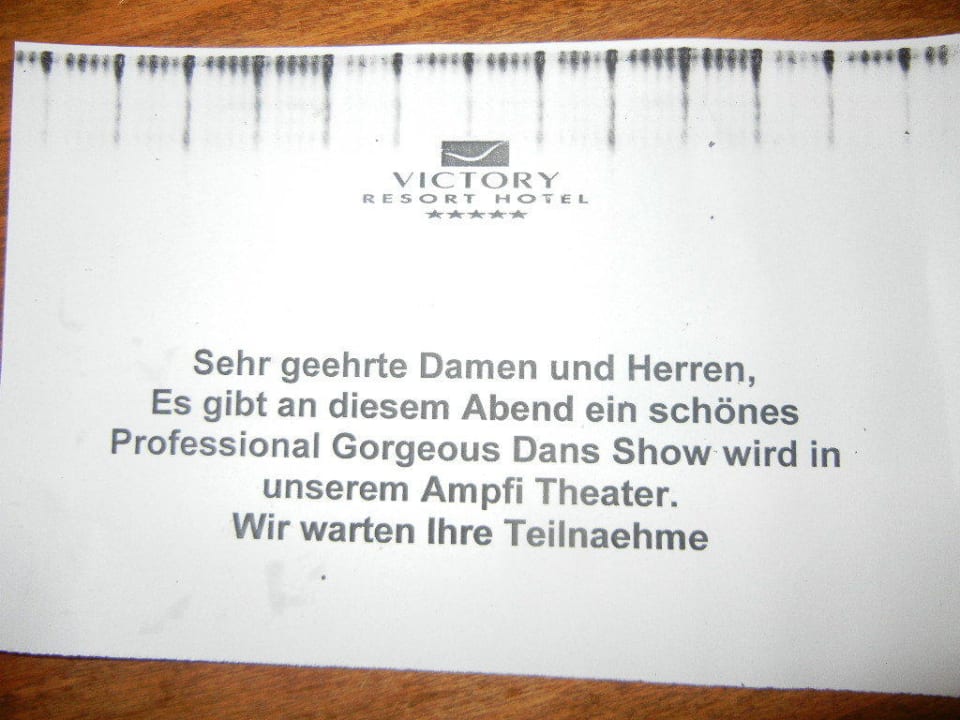 VICTORY
RESORT HOTEL
★★★★★
Sehr geehrte Damen und Herren,
Es gibt an diesem Abend ein schönes
Professional Gorgeous Dans Show wird in
unserem Ampfi Theater.
Wir warten Ihre Teilnaehme